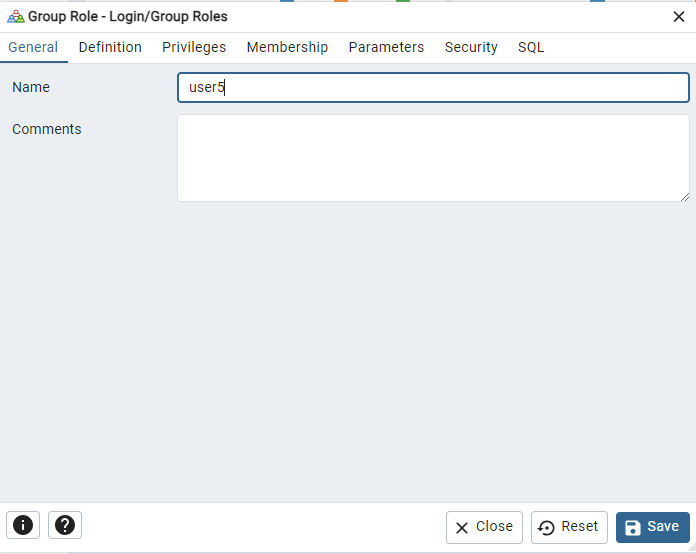 Group Role - Login/Group Roles
General Definition Privileges Membership Parameters Security SQL
Name user5
Comments
Close Reset Save